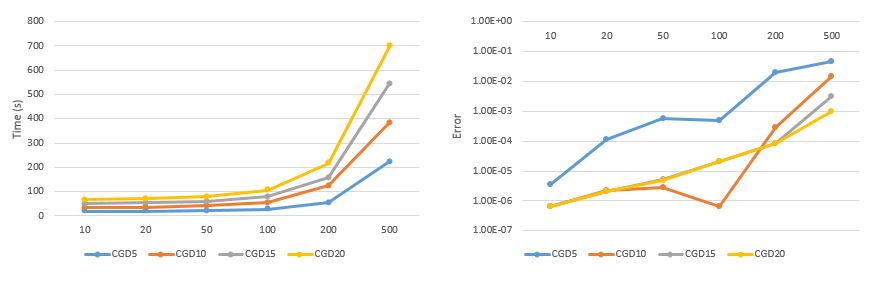 800
700
600
500
400
300
200
100
0
Time (s)
10 20 50 100 200 500
CGD5 CGD10 CGD15 CGD20
1.00E+00
1.00E-01
1.00E-02
1.00E-03
1.00E-04
1.00E-05
1.00E-06
1.00E-07
Error
10 20 50 100 200 500
CGD5 CGD10 CGD15 CGD20